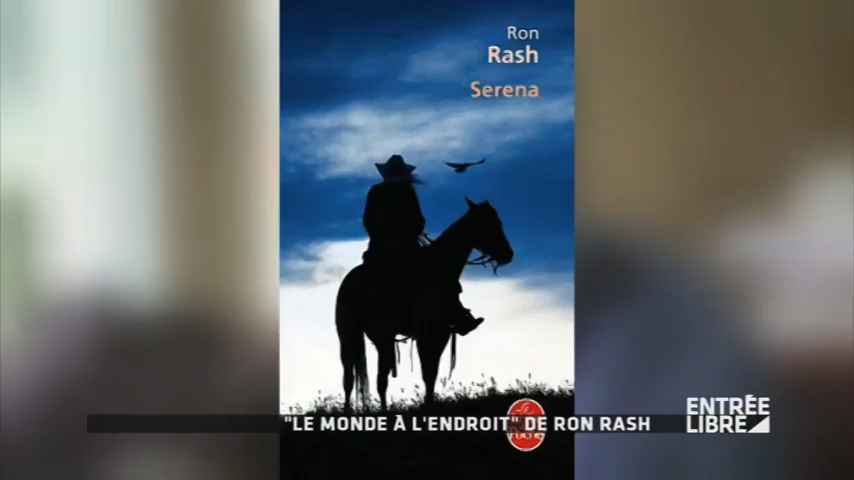 Ron
Rash
Serena
"LE MONDE À L'ENDROIT" DE RON RASH
ENTRÉE
LIBRE